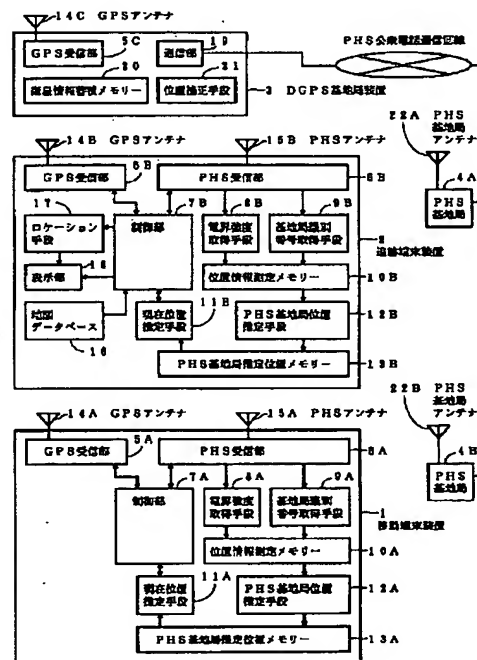 14C GPSアンテナ
GPS受信部
5C
通信部
19
20
21
衛星情報蓄積メモリー
位置補正手段
3 DGPS基地局装置
PHS公衆電話通信回線
14B GPSアンテナ
15B PHSアンテナ
GPS受信部
PHS受信部
6B
17
7B
8B
9B
ロケーション手段
制御部
電界強度取得手段
基地局識別番号取得手段
2
追跡端末装置
18
表示部
位置情報測定メモリー
10B
11B
地図データベース
16
現在位置推定手段
PHS基地局位置推定手段
12B
PHS基地局推定位置メモリー
13B
22A
PHS基地局アンテナ
4A
PHS基地局
14A GPSアンテナ
15A PHSアンテナ
GPS受信部
5A
PHS受信部
6A
7A
8A
9A
制御部
電界強度取得手段
基地局識別番号取得手段
1
移動端末装置
位置情報測定メモリー
10A
11A
現在位置推定手段
PHS基地局位置推定手段
12A
PHS基地局推定位置メモリー
13A
22B
PHS基地局アンテナ
4B
PHS基地局